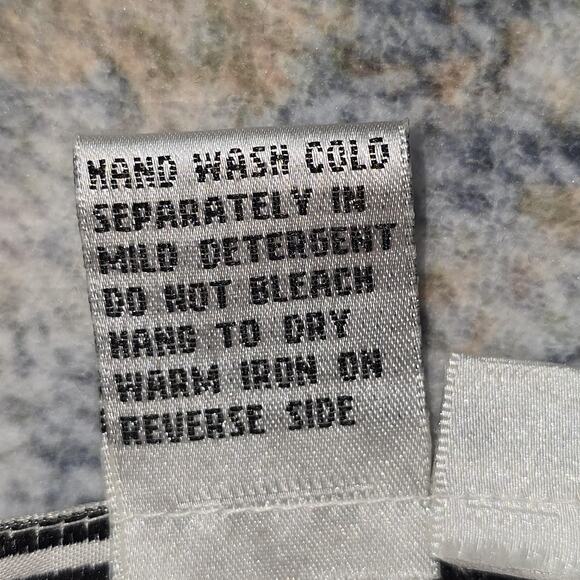 HAND WASH COLD
SEPARATELY IN
MILD DETERGENT
DO NOT BLEACH
HANG TO DRY
WARM IRON ON
REVERSE SIDE